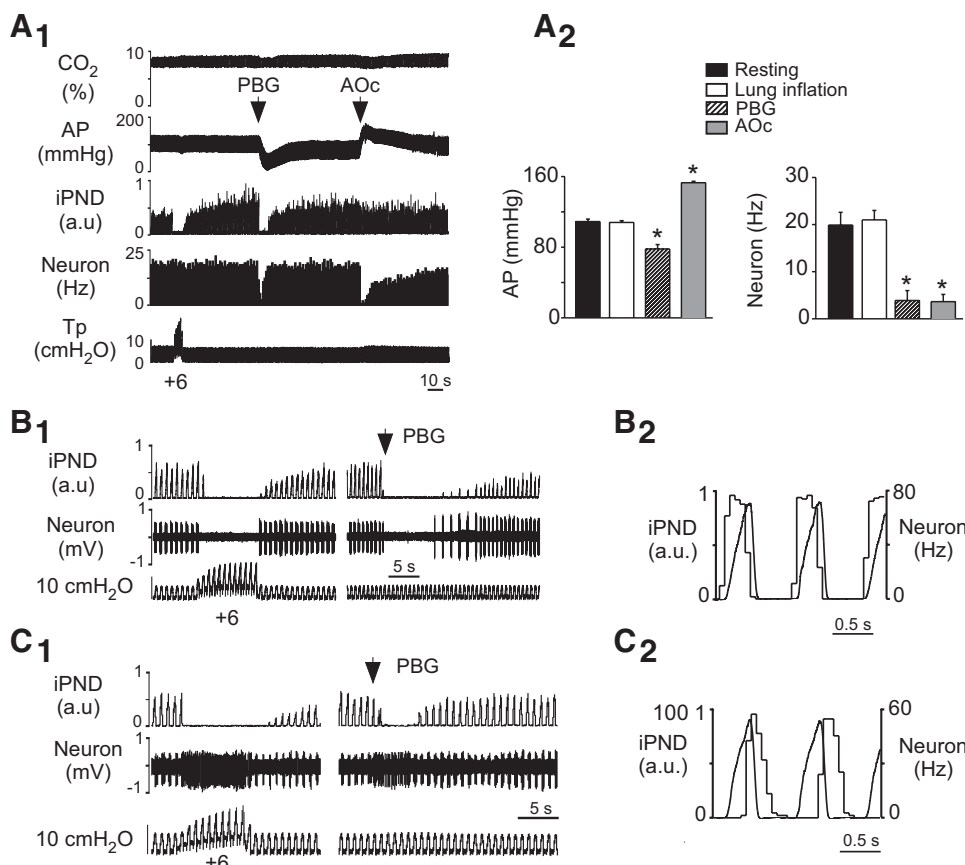 A1
CO2
(%)
10
0
PBG
AOc
AP
(mmHg)
200
0
iPND
(a.u)
1
0
Neuron
(Hz)
25
0
Tp
(cmH2O)
10
0
+6
10 s
A2
Resting
Lung inflation
PBG
AOc
AP (mmHg)
160
80
0
*
*
Neuron (Hz)
30
20
10
0
*
*
B1
PBG
iPND
(a.u)
1
0
Neuron
(mV)
1
-1
5 s
10 cmH2O
+6
B2
1
80
iPND
(a.u.)
Neuron
(Hz)
0
0
0.5 s
C1
PBG
iPND
(a.u)
1
0
Neuron
(mV)
1
-1
5 s
10 cmH2O
+6
C2
100
1
60
iPND
(a.u.)
Neuron
(Hz)
0
0
0.5 s